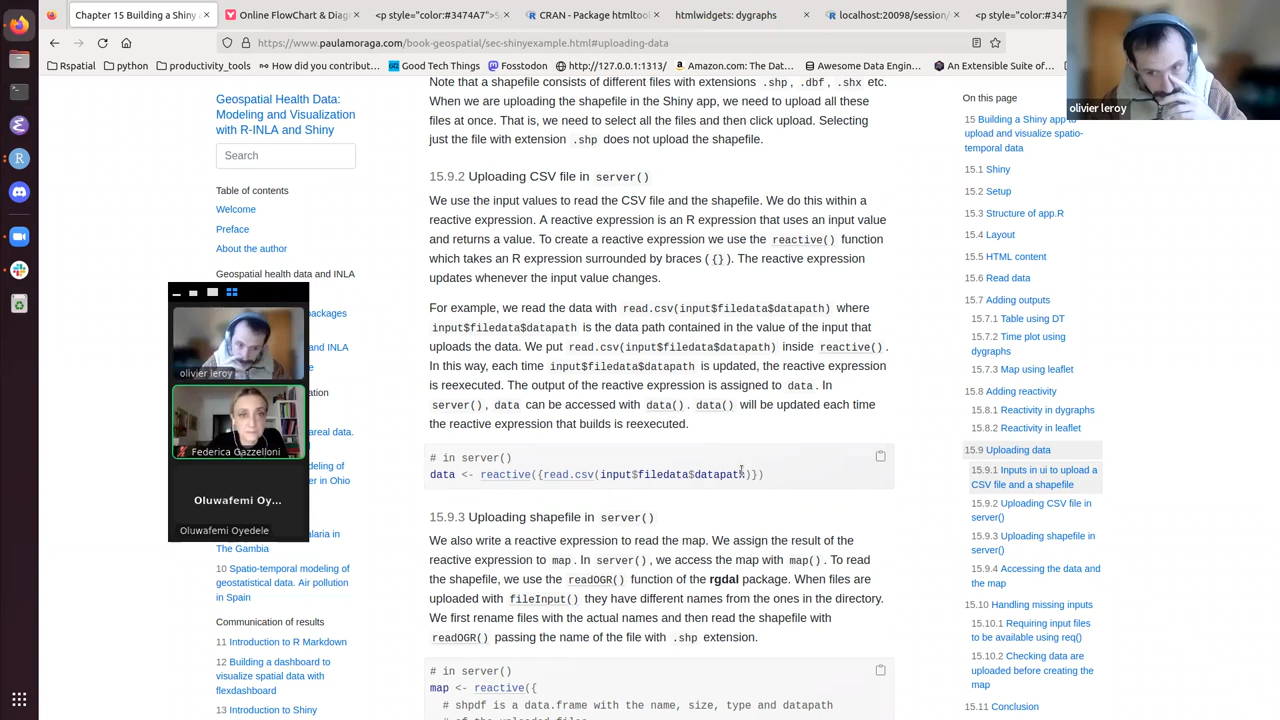 Chapter 15 Building a Shiny
Online FlowChart & Diag
<p style="color:#3474A7">S
CRAN - Package htmltoo
htmlwidgets: dygraphs
localhost:20098/session/
<p style="color:#347
https://www.paulamoraga.com/book-geospatial/sec-shinyexample.html#uploading-data
Rspatial
python
productivity_tools
How did you contribut…
Good Tech Things
Fosstodon
http://127.0.0.1:1313/
Amazon.com: The Dat…
Awesome Data Engin…
An Extensible Suite of…
olivier leroy
Geospatial Health Data:
Modeling and Visualization
with R-INLA and Shiny
Search
Table of contents
Welcome
Preface
About the author
Geospatial health data and INLA
packages
and INLA
olivier leroy
Federica Gazzelloni
Oluwafemi Oy...
Oluwafemi Oyedele
areal data.
The Gambia
10 Spatio-temporal modeling of
geostatistical data. Air pollution
in Spain
Communication of results
11 Introduction to R Markdown
12 Building a dashboard to
visualize spatial data with
flexdashboard
13 Introduction to Shiny
Note that a shapefile consists of different files with extensions .shp, .dbf, .shx etc.
When we are uploading the shapefile in the Shiny app, we need to upload all these
files at once. That is, we need to select all the files and then click upload. Selecting
just the file with extension .shp does not upload the shapefile.
15.9.2 Uploading CSV file in server()
We use the input values to read the CSV file and the shapefile. We do this within a
reactive expression. A reactive expression is an R expression that uses an input value
and returns a value. To create a reactive expression we use the reactive() function
which takes an R expression surrounded by braces ({}). The reactive expression
updates whenever the input value changes.
For example, we read the data with read.csv(input$filedata$datapath) where
input$filedata$datapath is the data path contained in the value of the input that
uploads the data. We put read.csv(input$filedata$datapath) inside reactive().
In this way, each time input$filedata$datapath is updated, the reactive expression
is reexecuted. The output of the reactive expression is assigned to data. In
server(), data can be accessed with data(). data() will be updated each time
the reactive expression that builds is reexecuted.
# in server()
data <- reactive({read.csv(input$filedata$datapath)})
15.9.3 Uploading shapefile in server()
We also write a reactive expression to read the map. We assign the result of the
reactive expression to map. In server(), we access the map with map(). To read
the shapefile, we use the readOGR() function of the rgdal package. When files are
uploaded with fileInput() they have different names from the ones in the directory.
We first rename files with the actual names and then read the shapefile with
readOGR() passing the name of the file with .shp extension.
# in server()
map <- reactive({
# shpdf is a data.frame with the name, size, type and datapath
# of the uploaded files
On this page
15 Building a Shiny app to
upload and visualize spatio-
temporal data
15.1 Shiny
15.2 Setup
15.3 Structure of app.R
15.4 Layout
15.5 HTML content
15.6 Read data
15.7 Adding outputs
15.7.1 Table using DT
15.7.2 Time plot using
dygraphs
15.7.3 Map using leaflet
15.8 Adding reactivity
15.8.1 Reactivity in dygraphs
15.8.2 Reactivity in leaflet
15.9 Uploading data
15.9.1 Inputs in ui to upload a
CSV file and a shapefile
15.9.2 Uploading CSV file in
server()
15.9.3 Uploading shapefile in
server()
15.9.4 Accessing the data and
the map
15.10 Handling missing inputs
15.10.1 Requiring input files
to be available using req()
15.10.2 Checking data are
uploaded before creating the
map
15.11 Conclusion